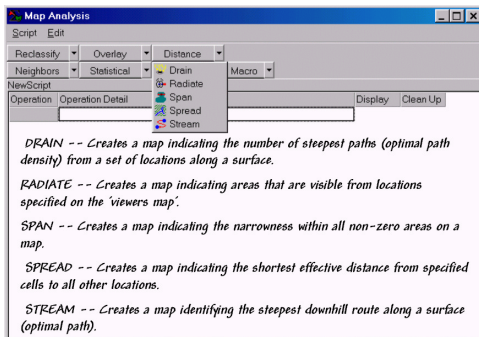 Map Analysis
Script Edit
Reclassify Overlay Distance
Neighbors Statistical Drain Macro
NewScript Radiate
Operation Operation Detail Span Display Clean Up
Spread
Stream
DRAIN -- Creates a map indicating the number of steepest paths (optimal path
density) from a set of locations along a surface.
RADIATE -- Creates a map indicating areas that are visible from locations
specified on the 'viewers map'.
SPAN -- Creates a map indicating the narrowness within all non-zero areas on a
map.
SPREAD -- Creates a map indicating the shortest effective distance from specified
cells to all other locations.
STREAM -- Creates a map identifying the steepest downhill route along a surface
(optimal path).